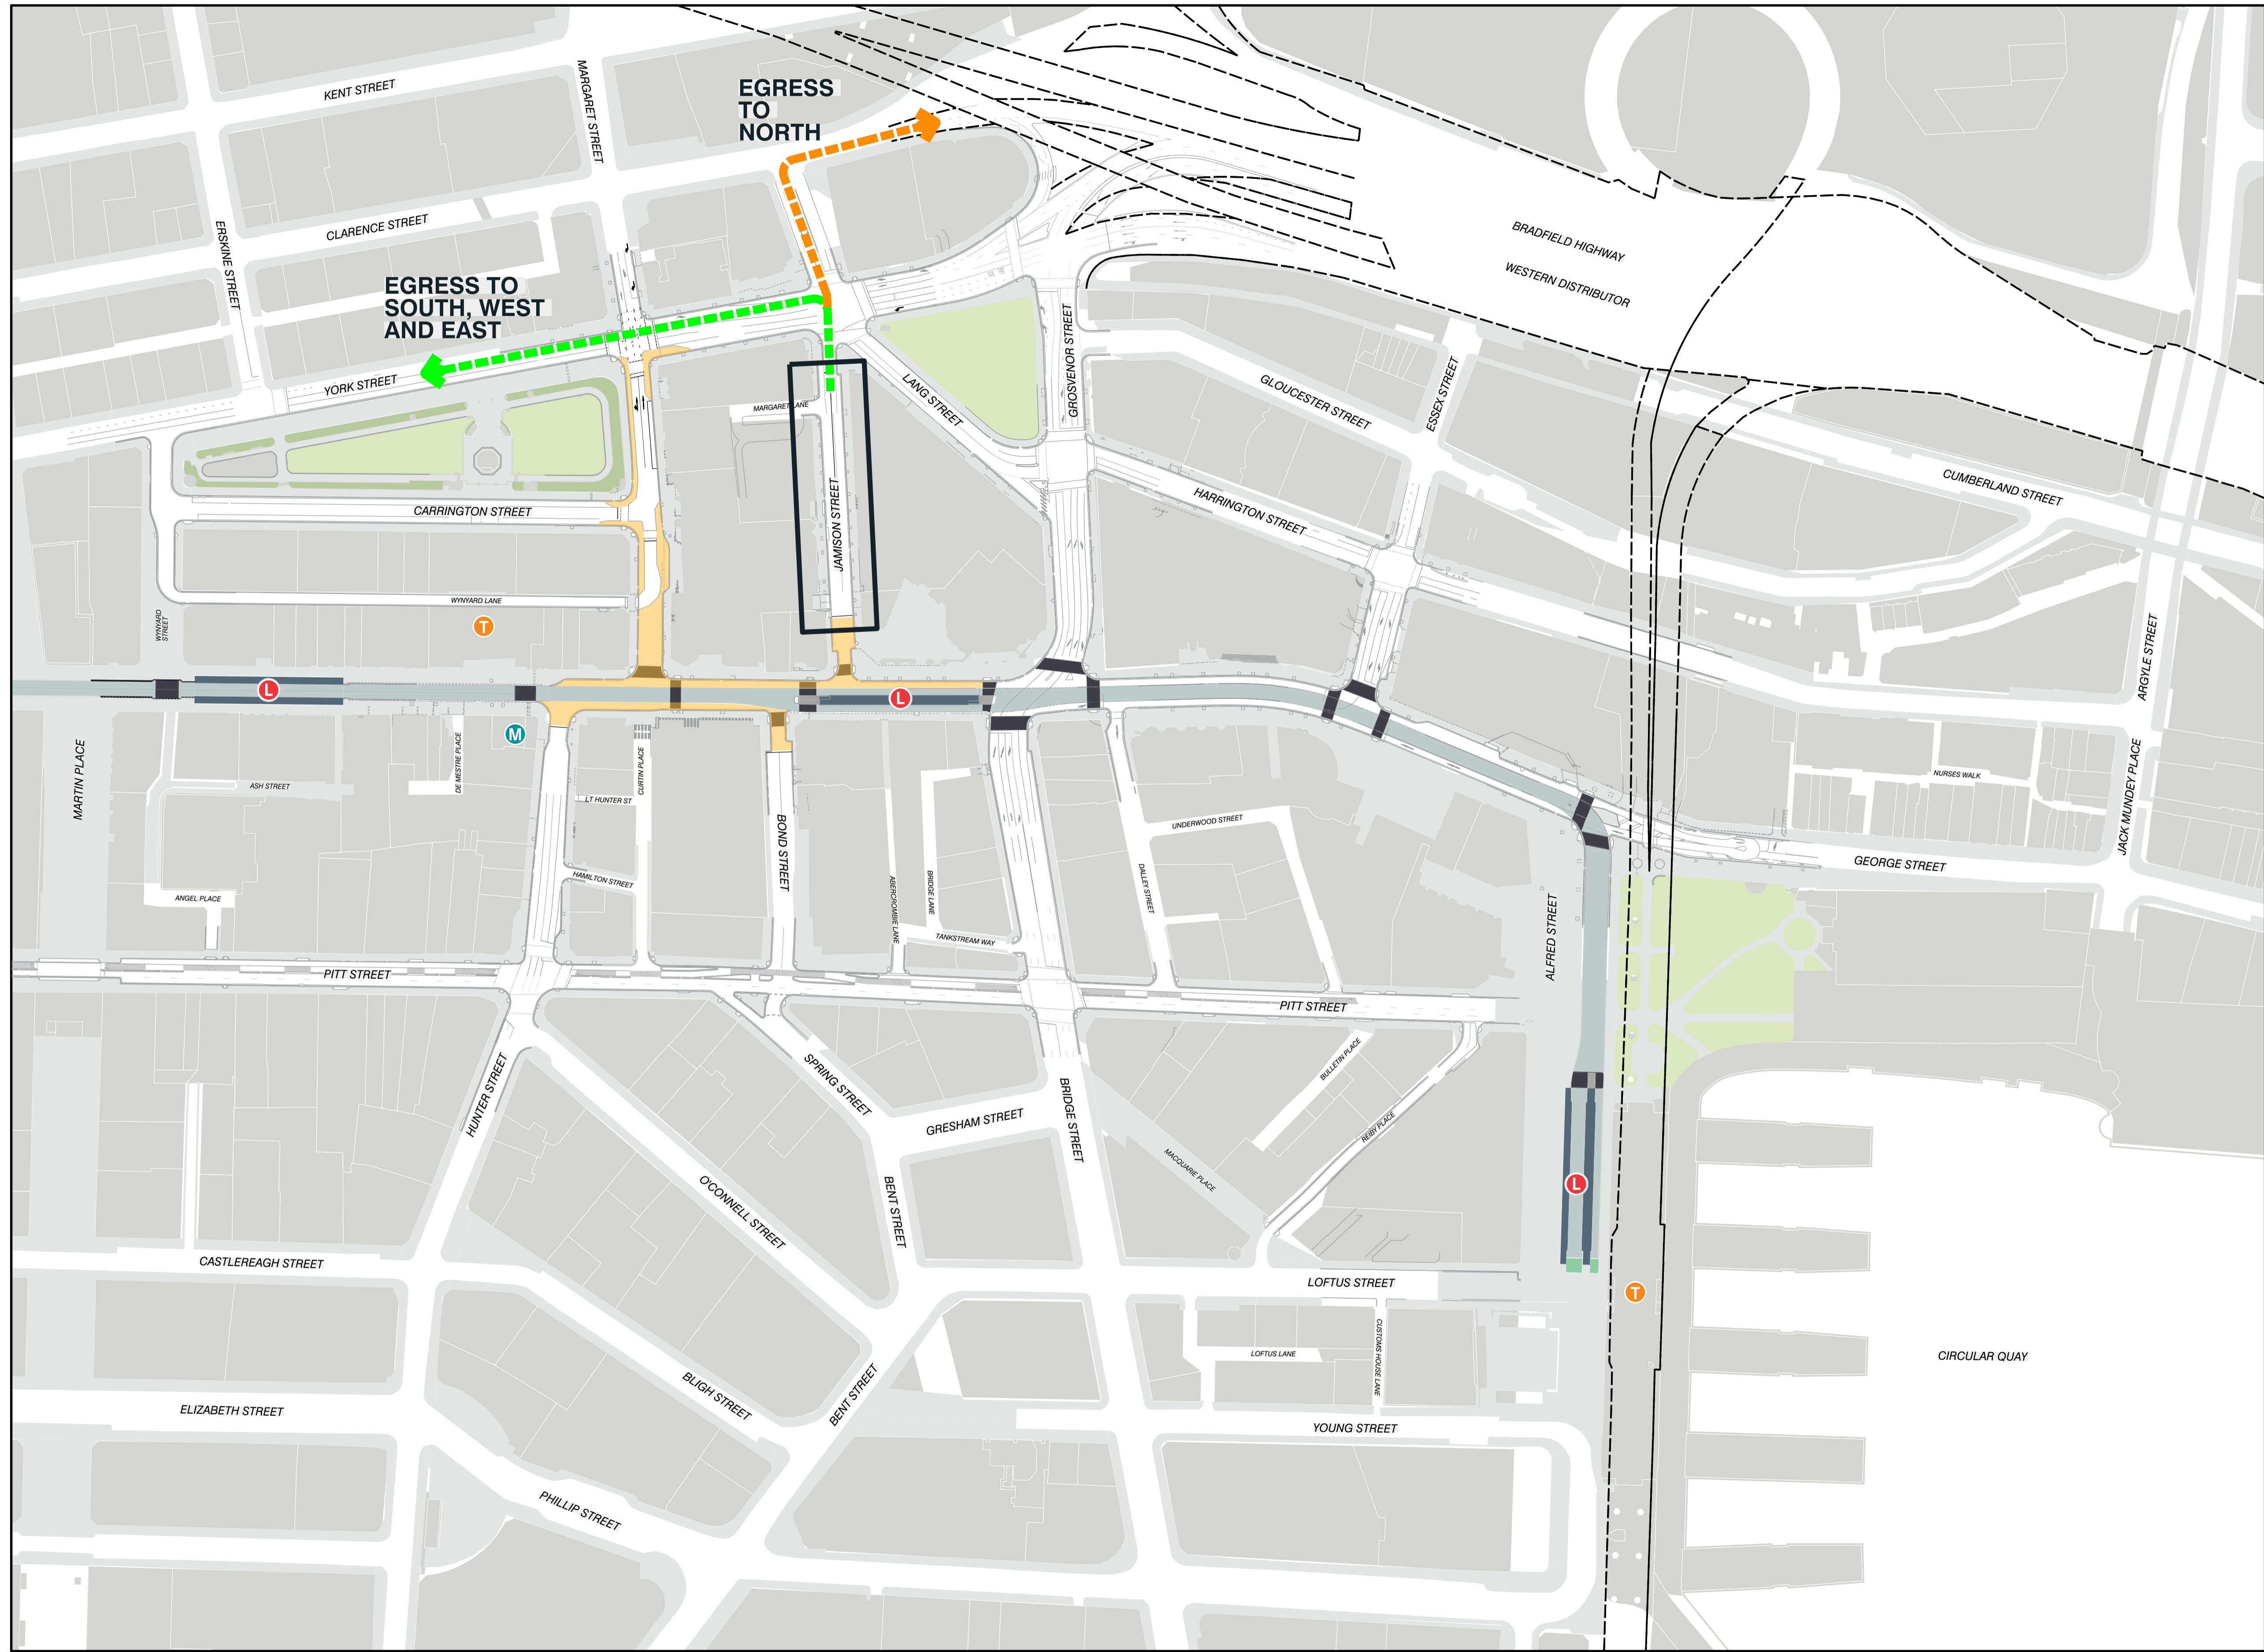 EGRESS
TO
NORTH
KENT STREET
MARGARET STREET
CLARENCE STREET
ERSKINE STREET
BRADFIELD HIGHWAY
WESTERN DISTRIBUTOR
EGRESS TO
SOUTH, WEST
AND EAST
YORK STREET
MARGARET LANE
LANG STREET
GROSVENOR STREET
GLOUCESTER STREET
ESSEX STREET
CUMBERLAND STREET
HARRINGTON STREET
CARRINGTON STREET
JAMISON STREET
WYNYARD LANE
WYNYARD
STREET
T
ARGYLE STREET
L
L
M
MARTIN PLACE
DE MESTRE PLACE
CURTIN PLACE
ASH STREET
LT HUNTER ST
BOND STREET
UNDERWOOD STREET
NURSES WALK
JACK MUNDEY PLACE
GEORGE STREET
HAMILTON STREET
ABERCROMBIE LANE
BRIDGE LANE
DALLEY STREET
ANGEL PLACE
TANKSTREAM WAY
ALFRED STREET
PITT STREET
PITT STREET
HUNTER STREET
SPRING STREET
GRESHAM STREET
BRIDGE STREET
BULLETIN PLACE
REIBY PLACE
MACQUARIE PLACE
O'CONNELL STREET
BENT STREET
L
CASTLEREAGH STREET
LOFTUS STREET
T
CUSTOMS HOUSE LANE
LOFTUS LANE
CIRCULAR QUAY
BLIGH STREET
BENT STREET
ELIZABETH STREET
YOUNG STREET
PHILLIP STREET